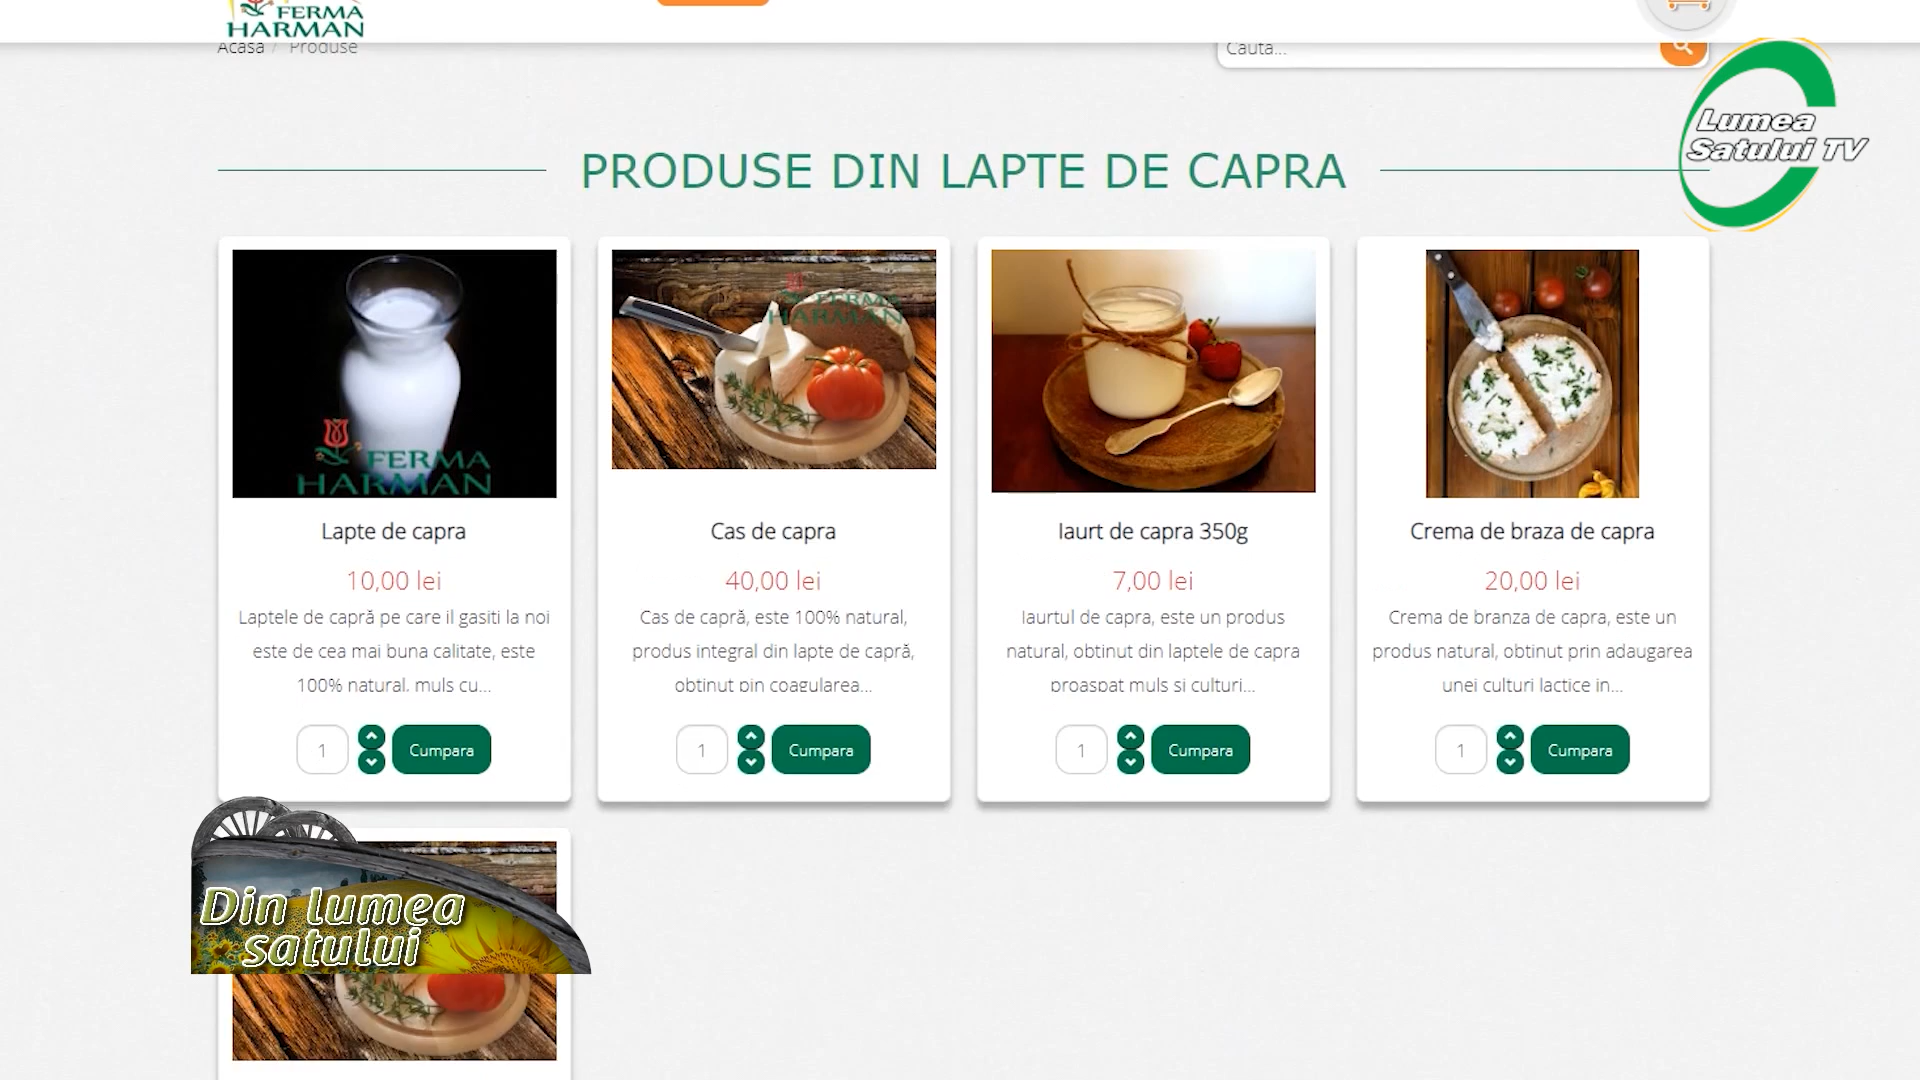 FERMA
HARMAN
Acasa / Produse
Cauta...
Lumea
Satului TV
PRODUSE DIN LAPTE DE CAPRA
FERMA
HARMAN
FERMA
HARMAN
Lapte de capra
Cas de capra
Iaurt de capra 350g
Crema de braza de capra
10,00 lei
40,00 lei
7,00 lei
20,00 lei
Laptele de capră pe care il gasiti la noi
este de cea mai buna calitate, este
100% natural, muls cu...
Cas de capră, este 100% natural,
produs integral din lapte de capră,
obtinut pin coagularea...
Iaurtul de capra, este un produs
natural, obtinut din laptele de capra
proaspat muls si culturi...
Crema de branza de capra, este un
produs natural, obtinut prin adaugarea
unei culturi lactice in...
1 Cumpara
1 Cumpara
1 Cumpara
1 Cumpara
Din lumea
satului